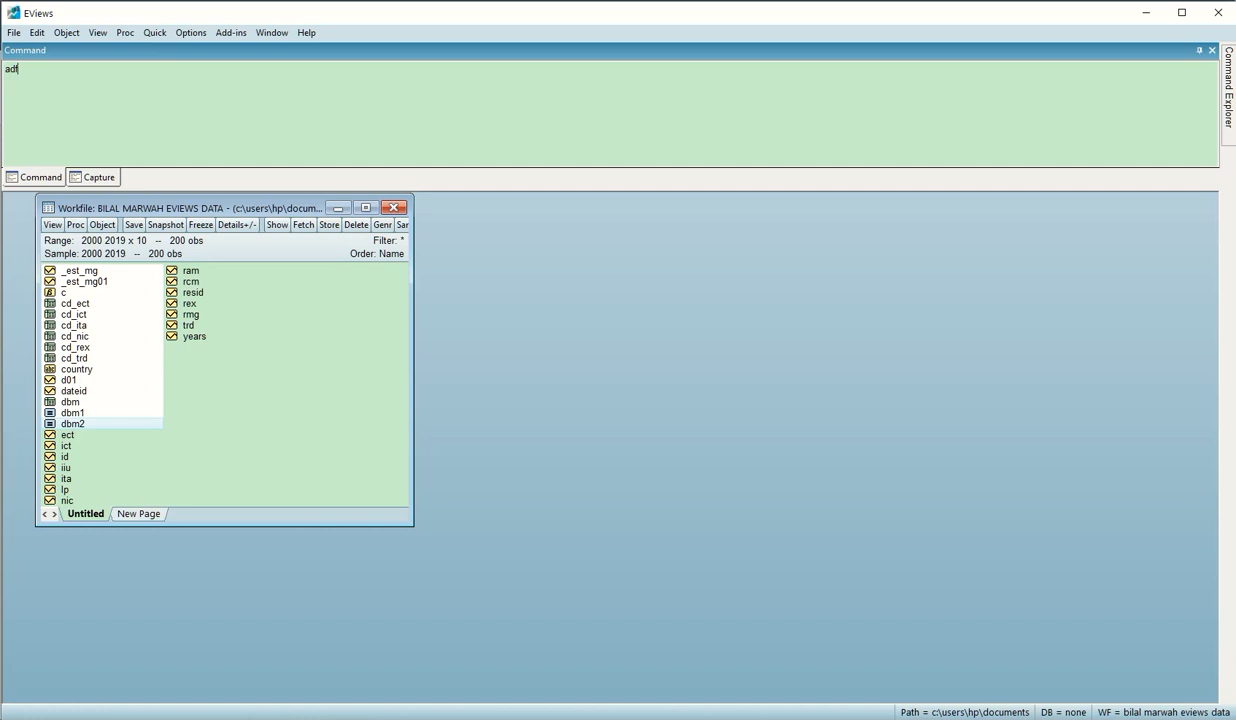 EViews
File Edit Object View Proc Quick Options Add-ins Window Help
Command
adf
Command Explorer
Command Capture
Workfile: BILAL MARWAH EVIEWS DATA - (c:\users\hp\docum...
View Proc Object Save Snapshot Freeze Details+/- Show Fetch Store Delete Genr Sar
Range: 2000 2019 x 10 -- 200 obs Filter: *
Sample: 2000 2019 -- 200 obs Order: Name
_est_mg
_est_mg01
c
cd_ect
cd_ict
cd_ita
cd_nic
cd_rex
cd_trd
country
d01
dateid
dbm
dbm1
dbm2
ect
ict
id
iiu
ita
lp
nic
ram
rcm
resid
rex
rmg
trd
years
< > Untitled New Page
Path = c:\users\hp\documents DB = none WF = bilal marwah eviews data